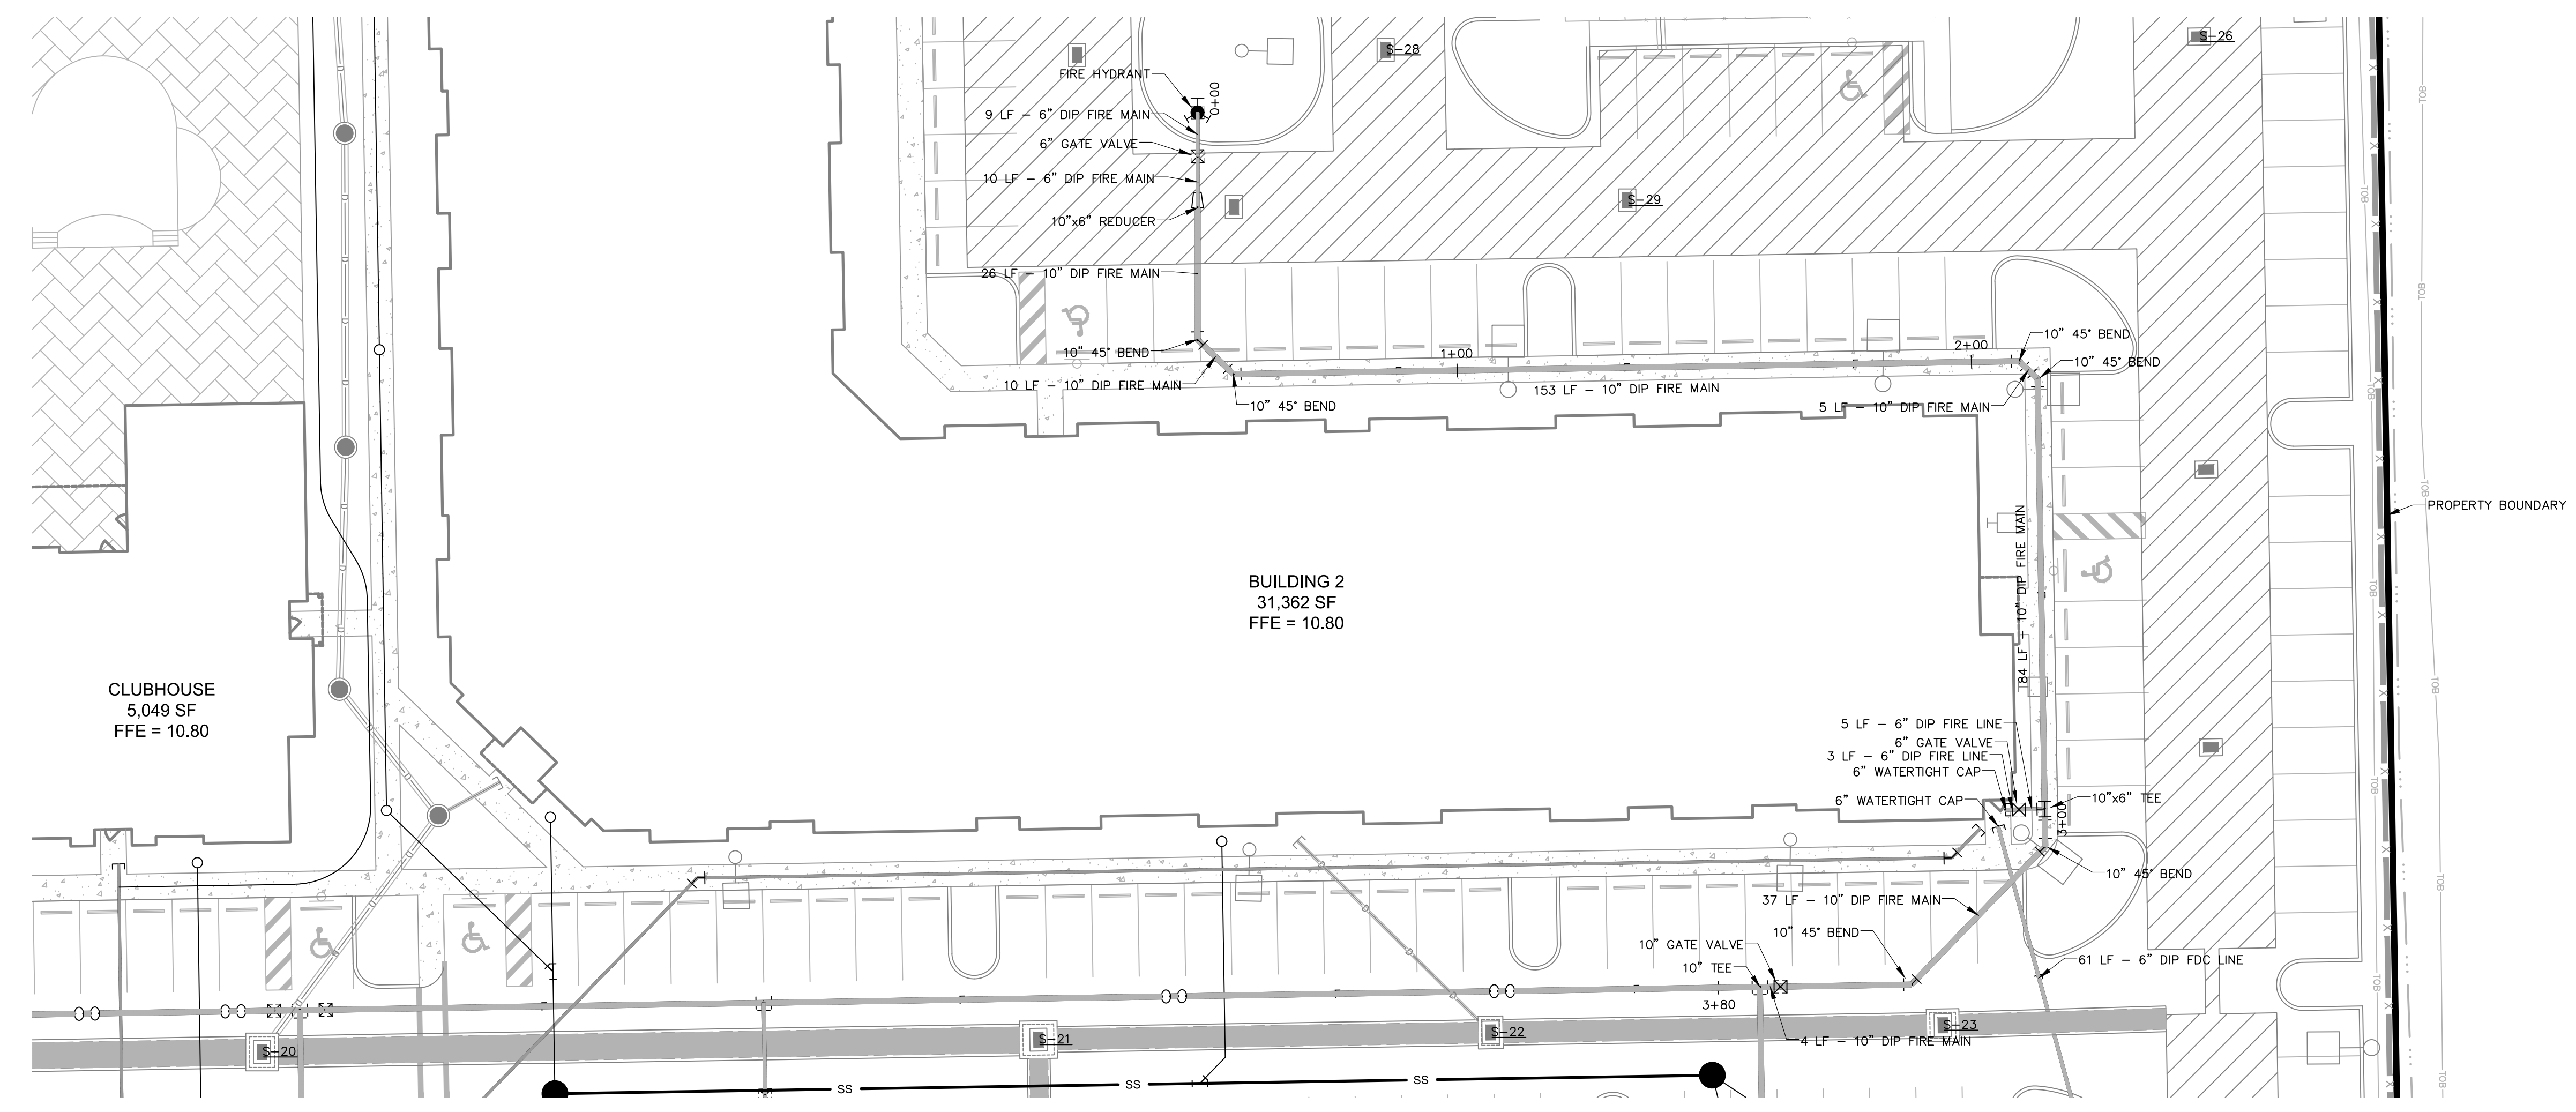 S-28
S-26
FIRE HYDRANT
0+00
9 LF – 6" DIP FIRE MAIN
6" GATE VALVE
10 LF – 6" DIP FIRE MAIN
10"x6" REDUCER
S-29
26 LF – 10" DIP FIRE MAIN
10" 45° BEND
10 LF – 10" DIP FIRE MAIN
10" 45° BEND
1+00
153 LF – 10" DIP FIRE MAIN
2+00
10" 45° BEND
10" 45° BEND
5 LF – 10" DIP FIRE MAIN
TOB
TOB
TOB
TOB
TOB
TOB
TOB
TOB
TOB
TOB
TOB
TOB
PROPERTY BOUNDARY
84 LF – 10" DIP FIRE MAIN
BUILDING 2
31,362 SF
FFE = 10.80
CLUBHOUSE
5,049 SF
FFE = 10.80
5 LF – 6" DIP FIRE LINE
6" GATE VALVE
3 LF – 6" DIP FIRE LINE
6" WATERTIGHT CAP
6" WATERTIGHT CAP
10"x6" TEE
3+00
10" 45° BEND
37 LF – 10" DIP FIRE MAIN
10" 45° BEND
10" GATE VALVE
10" TEE
61 LF – 6" DIP FDC LINE
3+80
4 LF – 10" DIP FIRE MAIN
S-20
S-21
S-22
S-23
SS
SS
SS